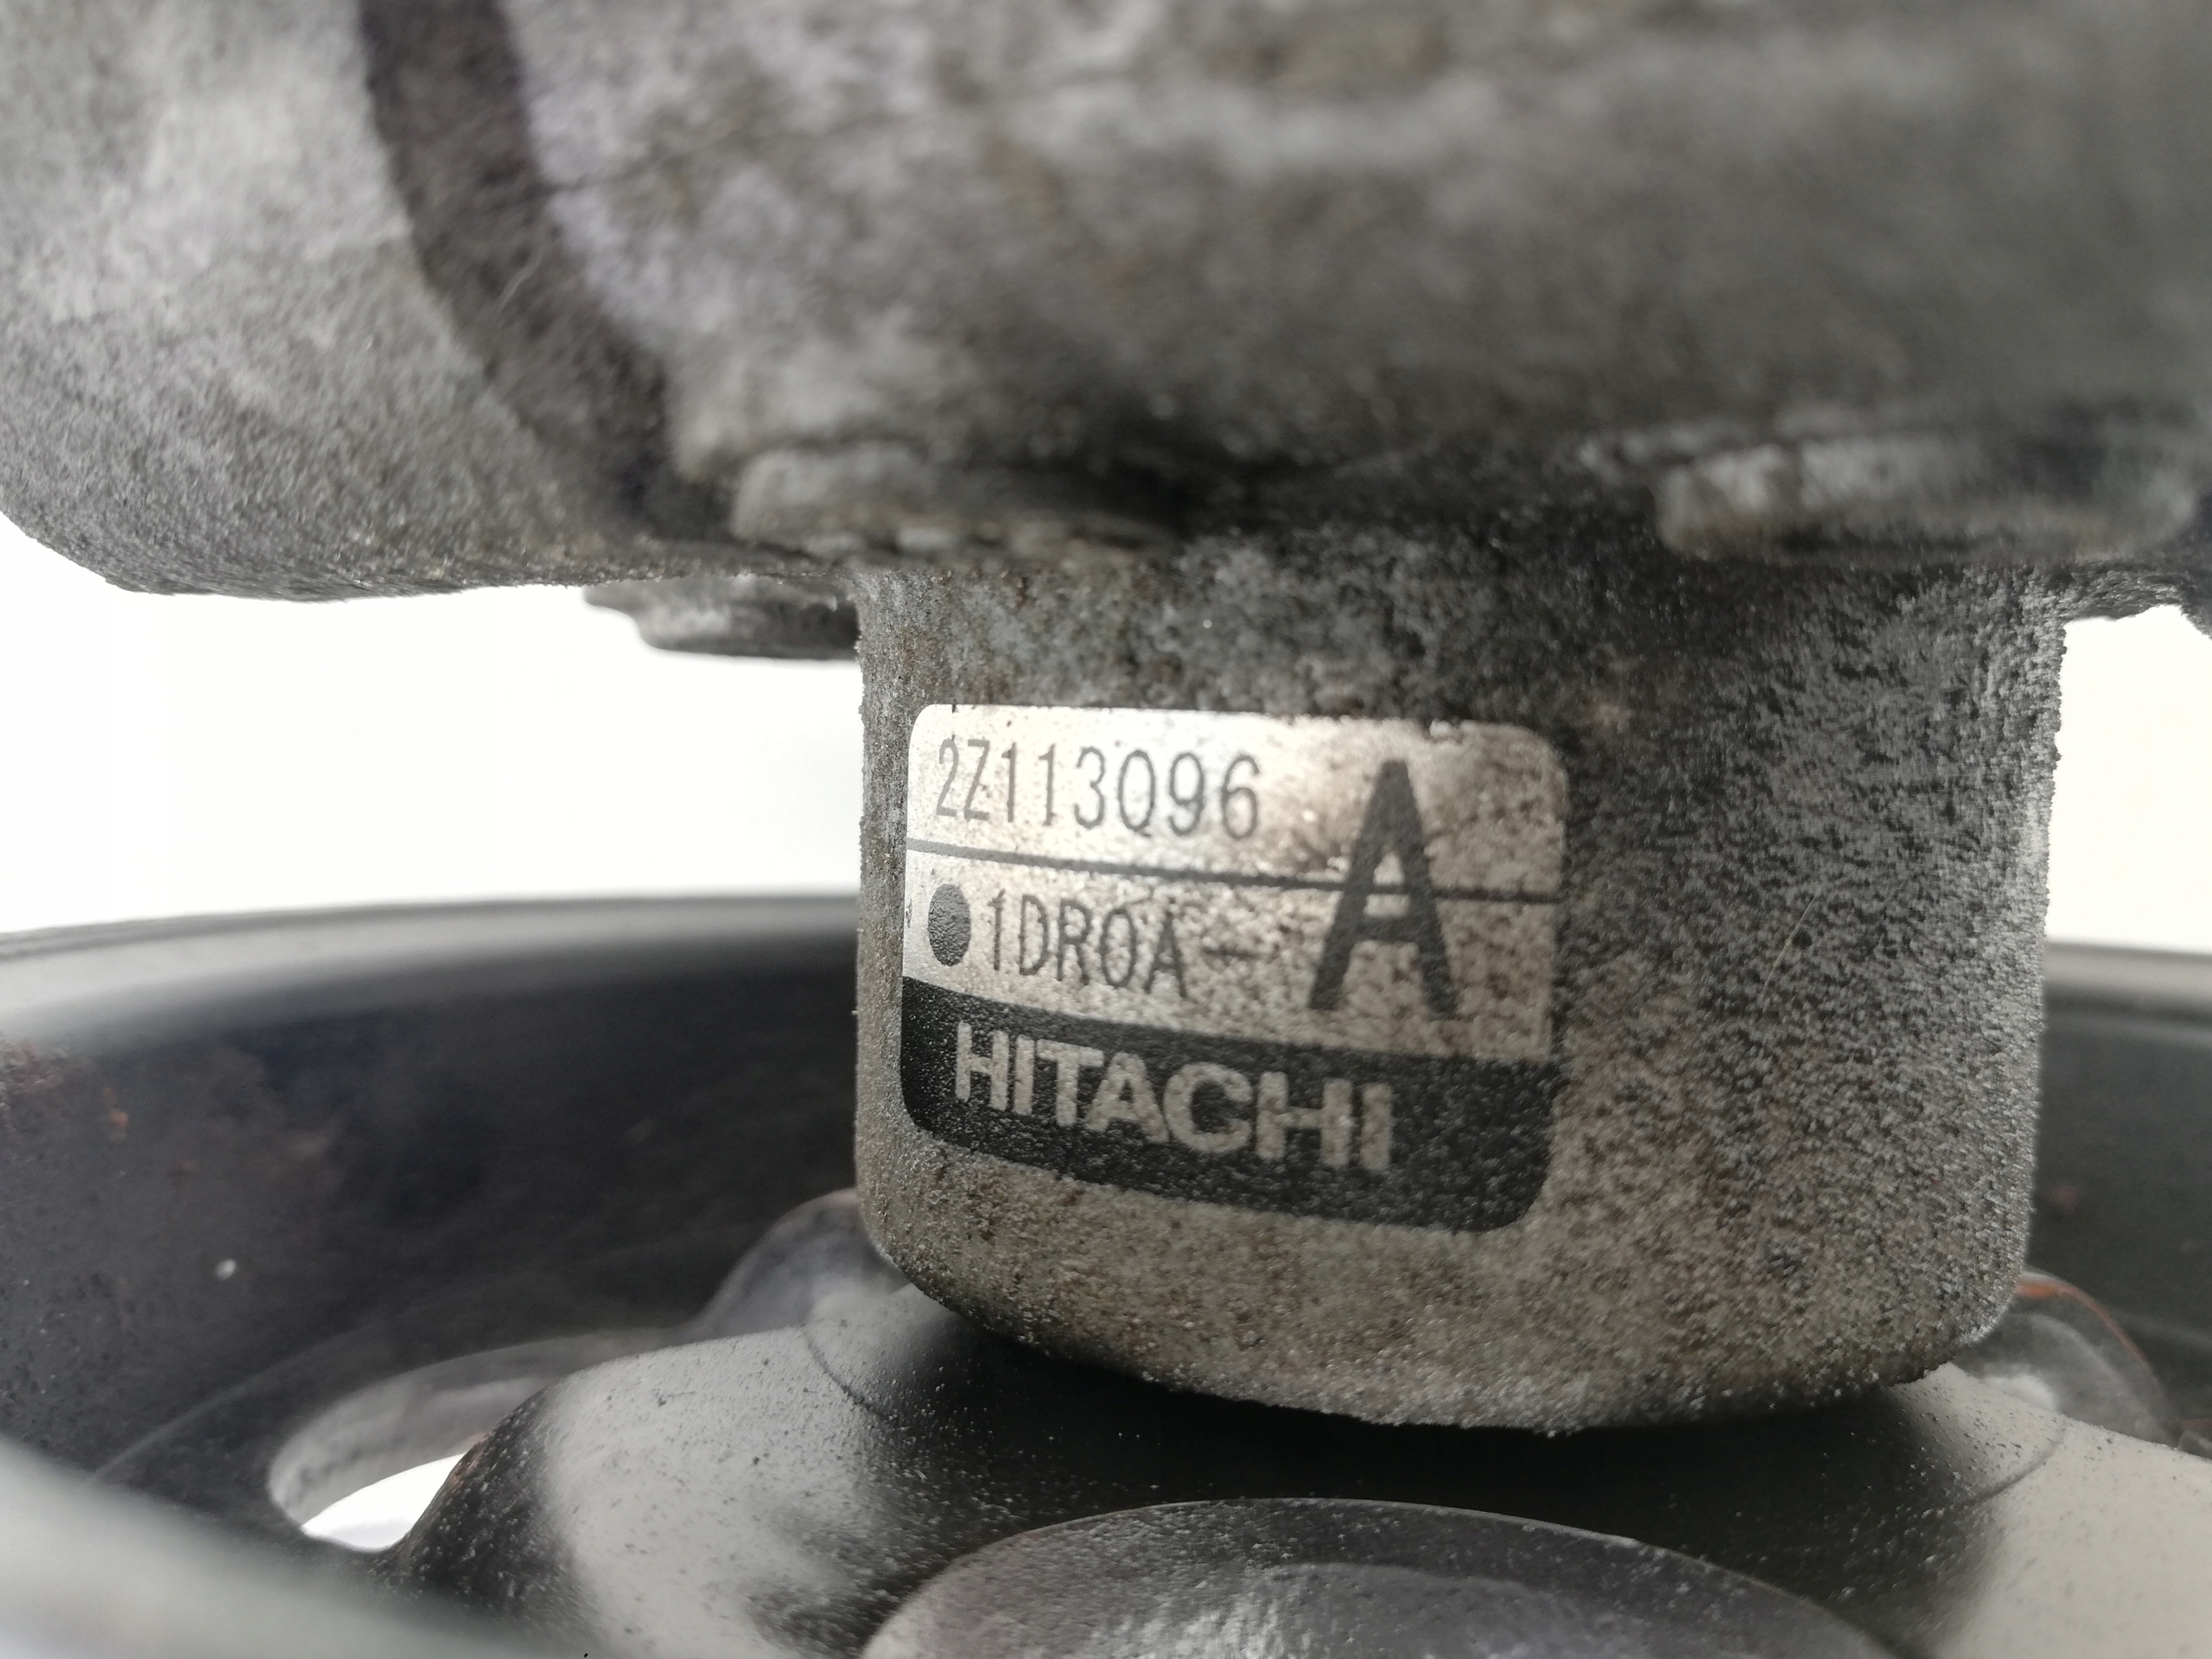 2Z113Q96
●1DR0A-
A
HITACHI